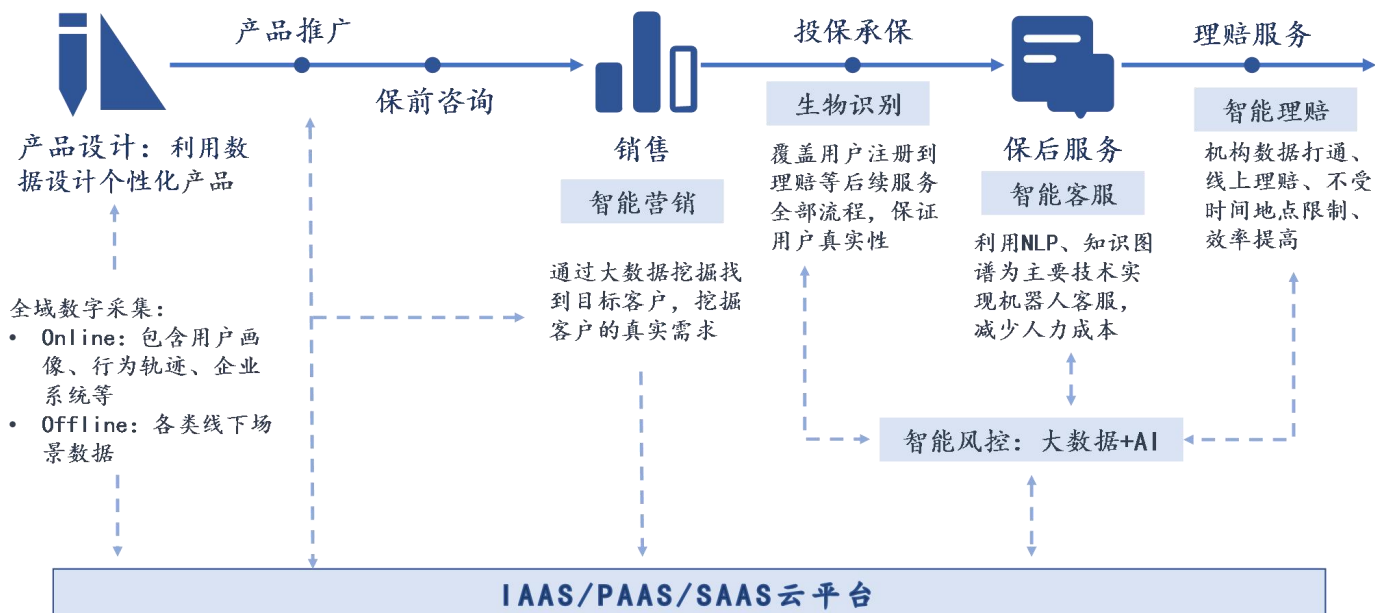 产品推广
保前咨询
产品设计：利用数
据设计个性化产品
全域数字采集：
• Online：包含用户画
像、行为轨迹、企业
系统等
• Offline：各类线下场
景数据
销售
智能营销
通过大数据挖掘找
到目标客户，挖掘
客户的真实需求
投保承保
生物识别
覆盖用户注册到
理赔等后续服务
全部流程，保证
用户真实性
保后服务
智能客服
利用NLP、知识图
谱为主要技术实
现机器人客服，
减少人力成本
理赔服务
智能理赔
机构数据打通、
线上理赔、不受
时间地点限制、
效率提高
智能风控：大数据+AI
IAAS/PAAS/SAAS云平台